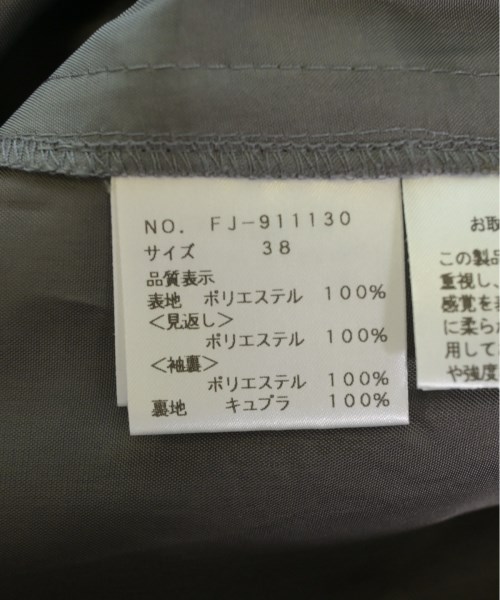 NO. FJ-911130
サイズ 38
品質表示
表地 ポリエステル 100%
<見返し>
ポリエステル 100%
<袖裏>
ポリエステル 100%
裏地 キュプラ 100%
お取
この製品
重視し、
感覚を
に柔ら
用して
や強度